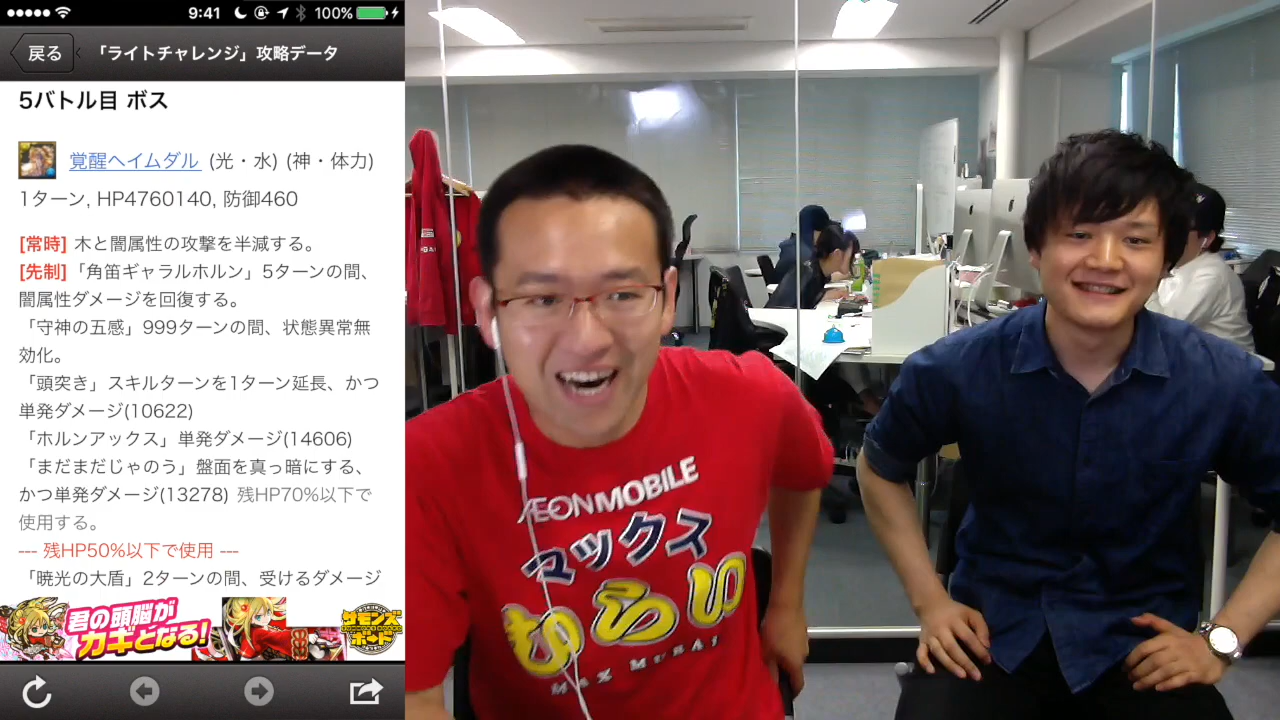 9:41
100%
戻る
「ライトチャレンジ」攻略データ
5バトル目 ボス
覚醒ヘイムダル (光・水) (神・体力)
1ターン, HP4760140, 防御460
[常時] 木と闇属性の攻撃を半減する。
[先制]「角笛ギャラルホルン」5ターンの間、
闇属性ダメージを回復する。
「守神の五感」999ターンの間、状態異常無
効化。
「頭突き」スキルターンを1ターン延長、かつ
単発ダメージ(10622)
「ホルンアックス」単発ダメージ(14606)
「まだまだじゃのう」盤面を真っ暗にする、
かつ単発ダメージ(13278) 残HP70%以下で
使用する。
--- 残HP50%以下で使用 ---
「暁光の大盾」2ターンの間、受けるダメージ
君の頭脳が
カギとなる!
サモンズ
ボード
AEON MOBILE
マックス
むらい
MAX MURAI